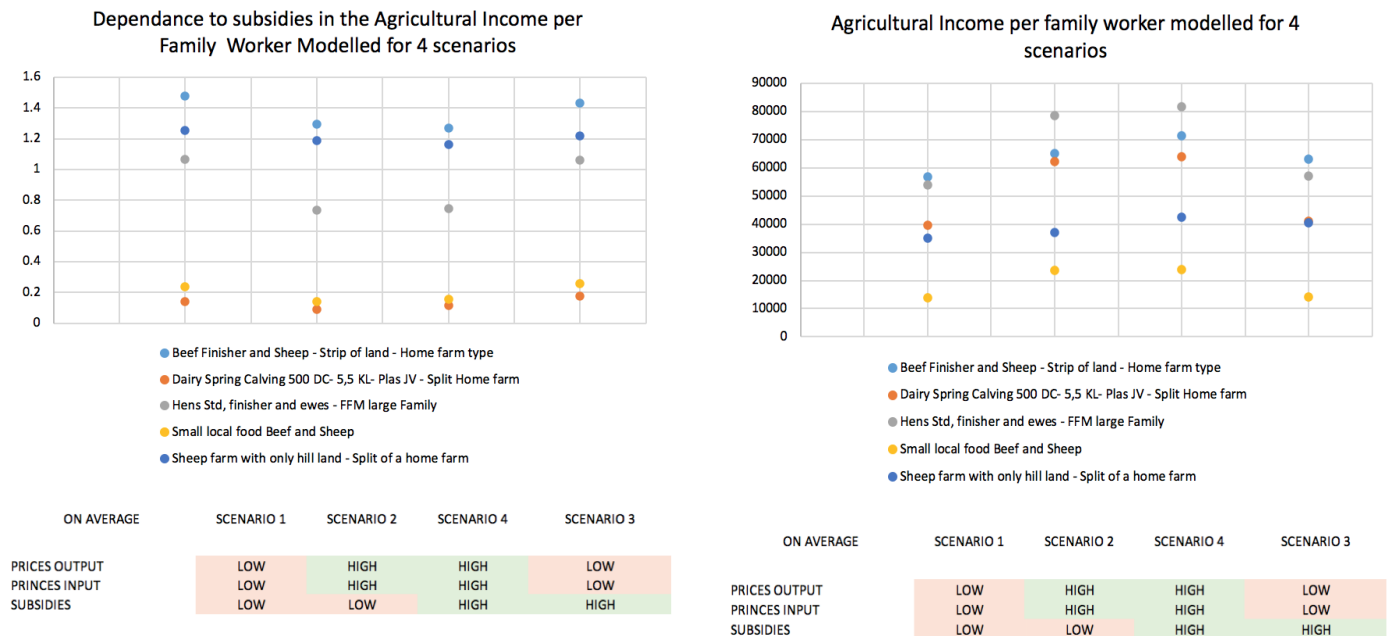 Dependance to subsidies in the Agricultural Income per
Family Worker Modelled for 4 scenarios
1.6
1.4
1.2
1
0.8
0.6
0.4
0.2
0
Beef Finisher and Sheep - Strip of land - Home farm type
Dairy Spring Calving 500 DC- 5,5 KL- Plas JV - Split Home farm
Hens Std, finisher and ewes - FFM large Family
Small local food Beef and Sheep
Sheep farm with only hill land - Split of a home farm
ON AVERAGE SCENARIO 1 SCENARIO 2 SCENARIO 4 SCENARIO 3
PRICES OUTPUT LOW HIGH HIGH LOW
PRINCES INPUT LOW HIGH HIGH LOW
SUBSIDIES LOW LOW HIGH HIGH
Agricultural Income per family worker modelled for 4
scenarios
90000
80000
70000
60000
50000
40000
30000
20000
10000
0
Beef Finisher and Sheep - Strip of land - Home farm type
Dairy Spring Calving 500 DC- 5,5 KL- Plas JV - Split Home farm
Hens Std, finisher and ewes - FFM large Family
Small local food Beef and Sheep
Sheep farm with only hill land - Split of a home farm
ON AVERAGE SCENARIO 1 SCENARIO 2 SCENARIO 4 SCENARIO 3
PRICES OUTPUT LOW HIGH HIGH LOW
PRINCES INPUT LOW HIGH HIGH LOW
SUBSIDIES LOW LOW HIGH HIGH